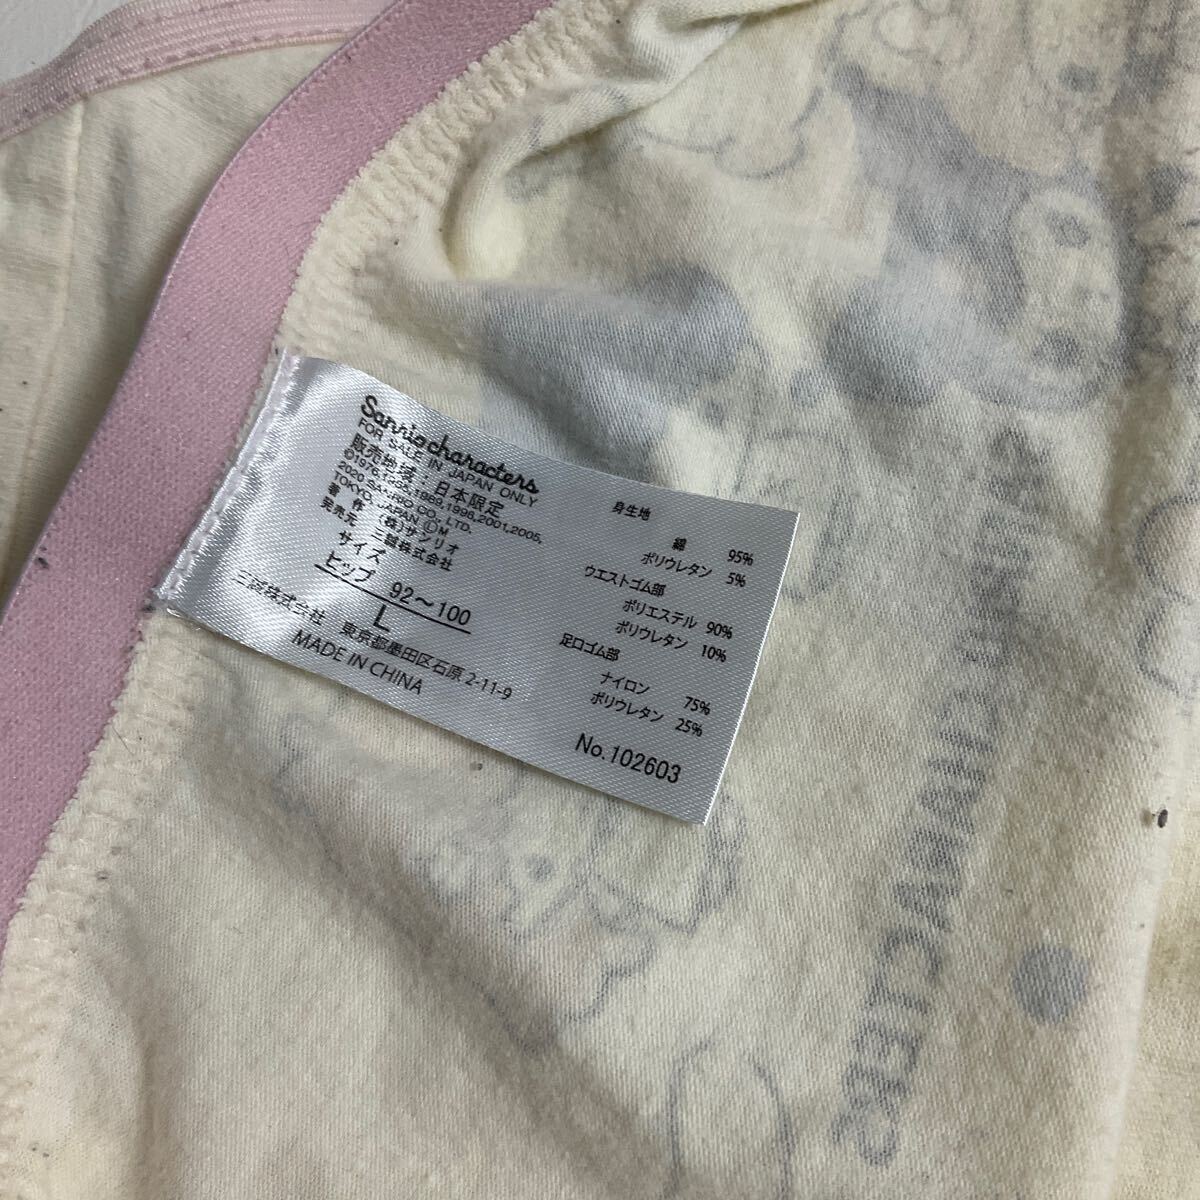 Sanrio characters
FOR SALE IN JAPAN ONLY
販売地域：日本限定
©1976,1985,1989,1996,2001,2005,
2020 SANRIO CO., LTD.
TOKYO, JAPAN ⓁM
著 作 (株)サンリオ
発売元 三誠株式会社
サイズ
ヒップ 92～100
L
三誠株式会社 東京都墨田区石原2-11-9
MADE IN CHINA
身生地
綿 95%
ポリウレタン 5%
ウエストゴム部
ポリエステル 90%
ポリウレタン 10%
足口ゴム部
ナイロン 75%
ポリウレタン 25%
No.102603